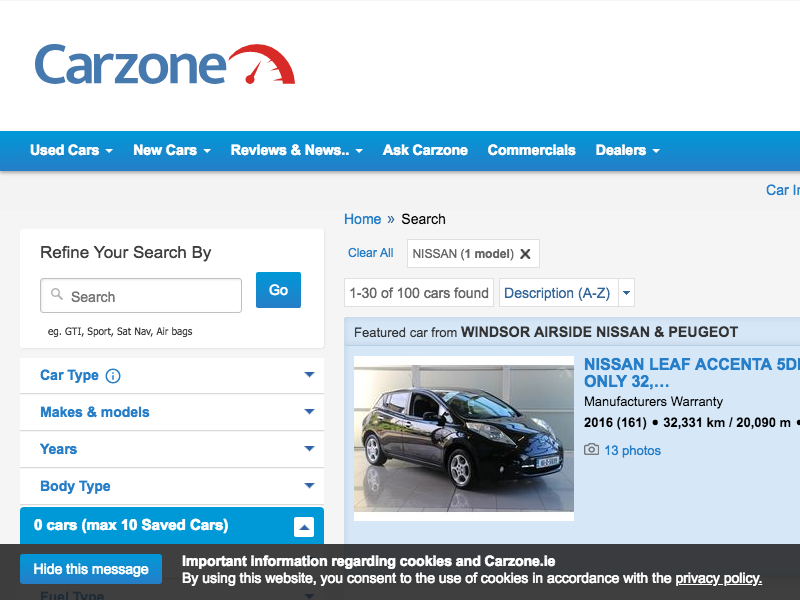 Carzone
Used Cars
New Cars
Reviews & News..
Ask Carzone
Commercials
Dealers
Car
Home » Search
Refine Your Search By
Search
Go
eg. GTI, Sport, Sat Nav, Air bags
Clear All
NISSAN (1 model)
1-30 of 100 cars found
Description (A-Z)
Car Type
Makes & models
Years
Body Type
0 cars (max 10 Saved Cars)
Fuel Type
Featured car from WINDSOR AIRSIDE NISSAN & PEUGEOT
NISSAN LEAF ACCENTA 5D
ONLY 32,...
Manufacturers Warranty
2016 (161) • 32,331 km / 20,090 m •
13 photos
Hide this message
Important information regarding cookies and Carzone.ie
By using this website, you consent to the use of cookies in accordance with the privacy policy.